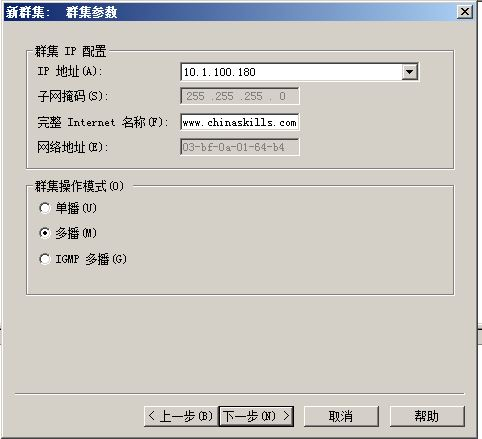 新群集: 群集参数
群集 IP 配置
IP 地址(A): 10.1.100.180
子网掩码(S): 255 .255 .255 . 0
完整 Internet 名称(F): www.chinaskills.com
网络地址(E): 03-bf-0a-01-64-b4
群集操作模式(O)
单播(U)
多播(M)
IGMP 多播(G)
< 上一步(B) 下一步(N) > 取消 帮助